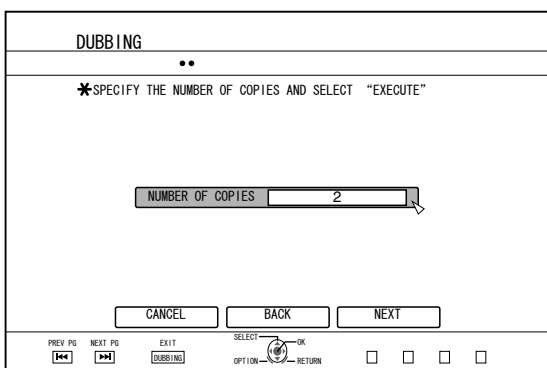 DUBBING
••
*SPECIFY THE NUMBER OF COPIES AND SELECT “EXECUTE”
NUMBER OF COPIES 2
CANCEL BACK NEXT
PREV PG NEXT PG EXIT SELECT OK
DUBBING OPTION RETURN